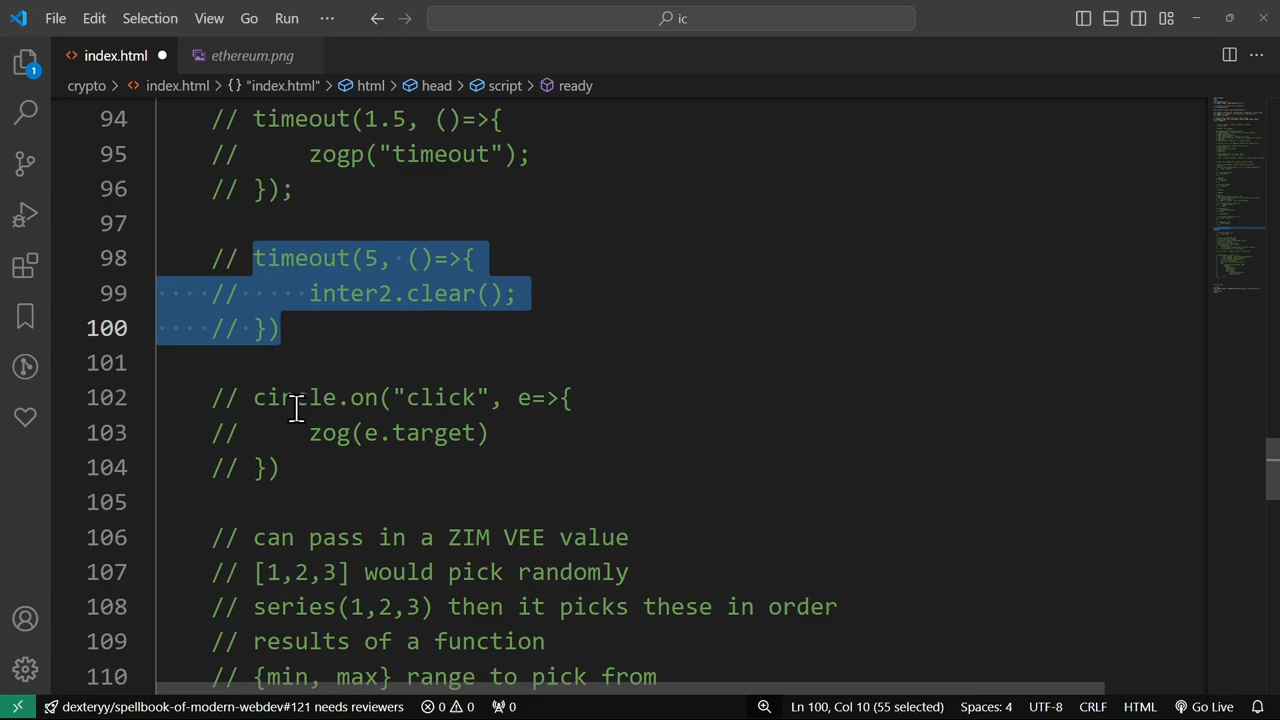 File Edit Selection View Go Run ··· ic
index.html ethereum.png
crypto > index.html > {} "index.html" > html > head > script > ready
94 // timeout(1.5, ()=>{
95 //     zogp("timeout");
96 // });
97
98 // timeout(5, ()=>{
99 //     inter2.clear();
100 // })
101
102 // circle.on("click", e=>{
103 //     zog(e.target)
104 // })
105
106 // can pass in a ZIM VEE value
107 // [1,2,3] would pick randomly
108 // series(1,2,3) then it picks these in order
109 // results of a function
110 // {min, max} range to pick from
1
dexteryy/spellbook-of-modern-webdev#121 needs reviewers 0 0 0 Ln 100, Col 10 (55 selected) Spaces: 4 UTF-8 CRLF HTML Go Live